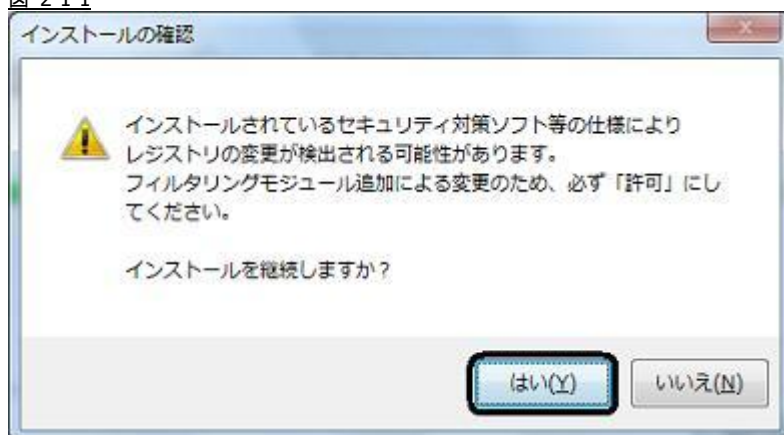 図 2-1-1
インストールの確認
インストールされているセキュリティ対策ソフト等の仕様により
レジストリの変更が検出される可能性があります。
フィルタリングモジュール追加による変更のため、必ず「許可」にし
てください。
インストールを継続しますか？
はい(Y)
いいえ(N)